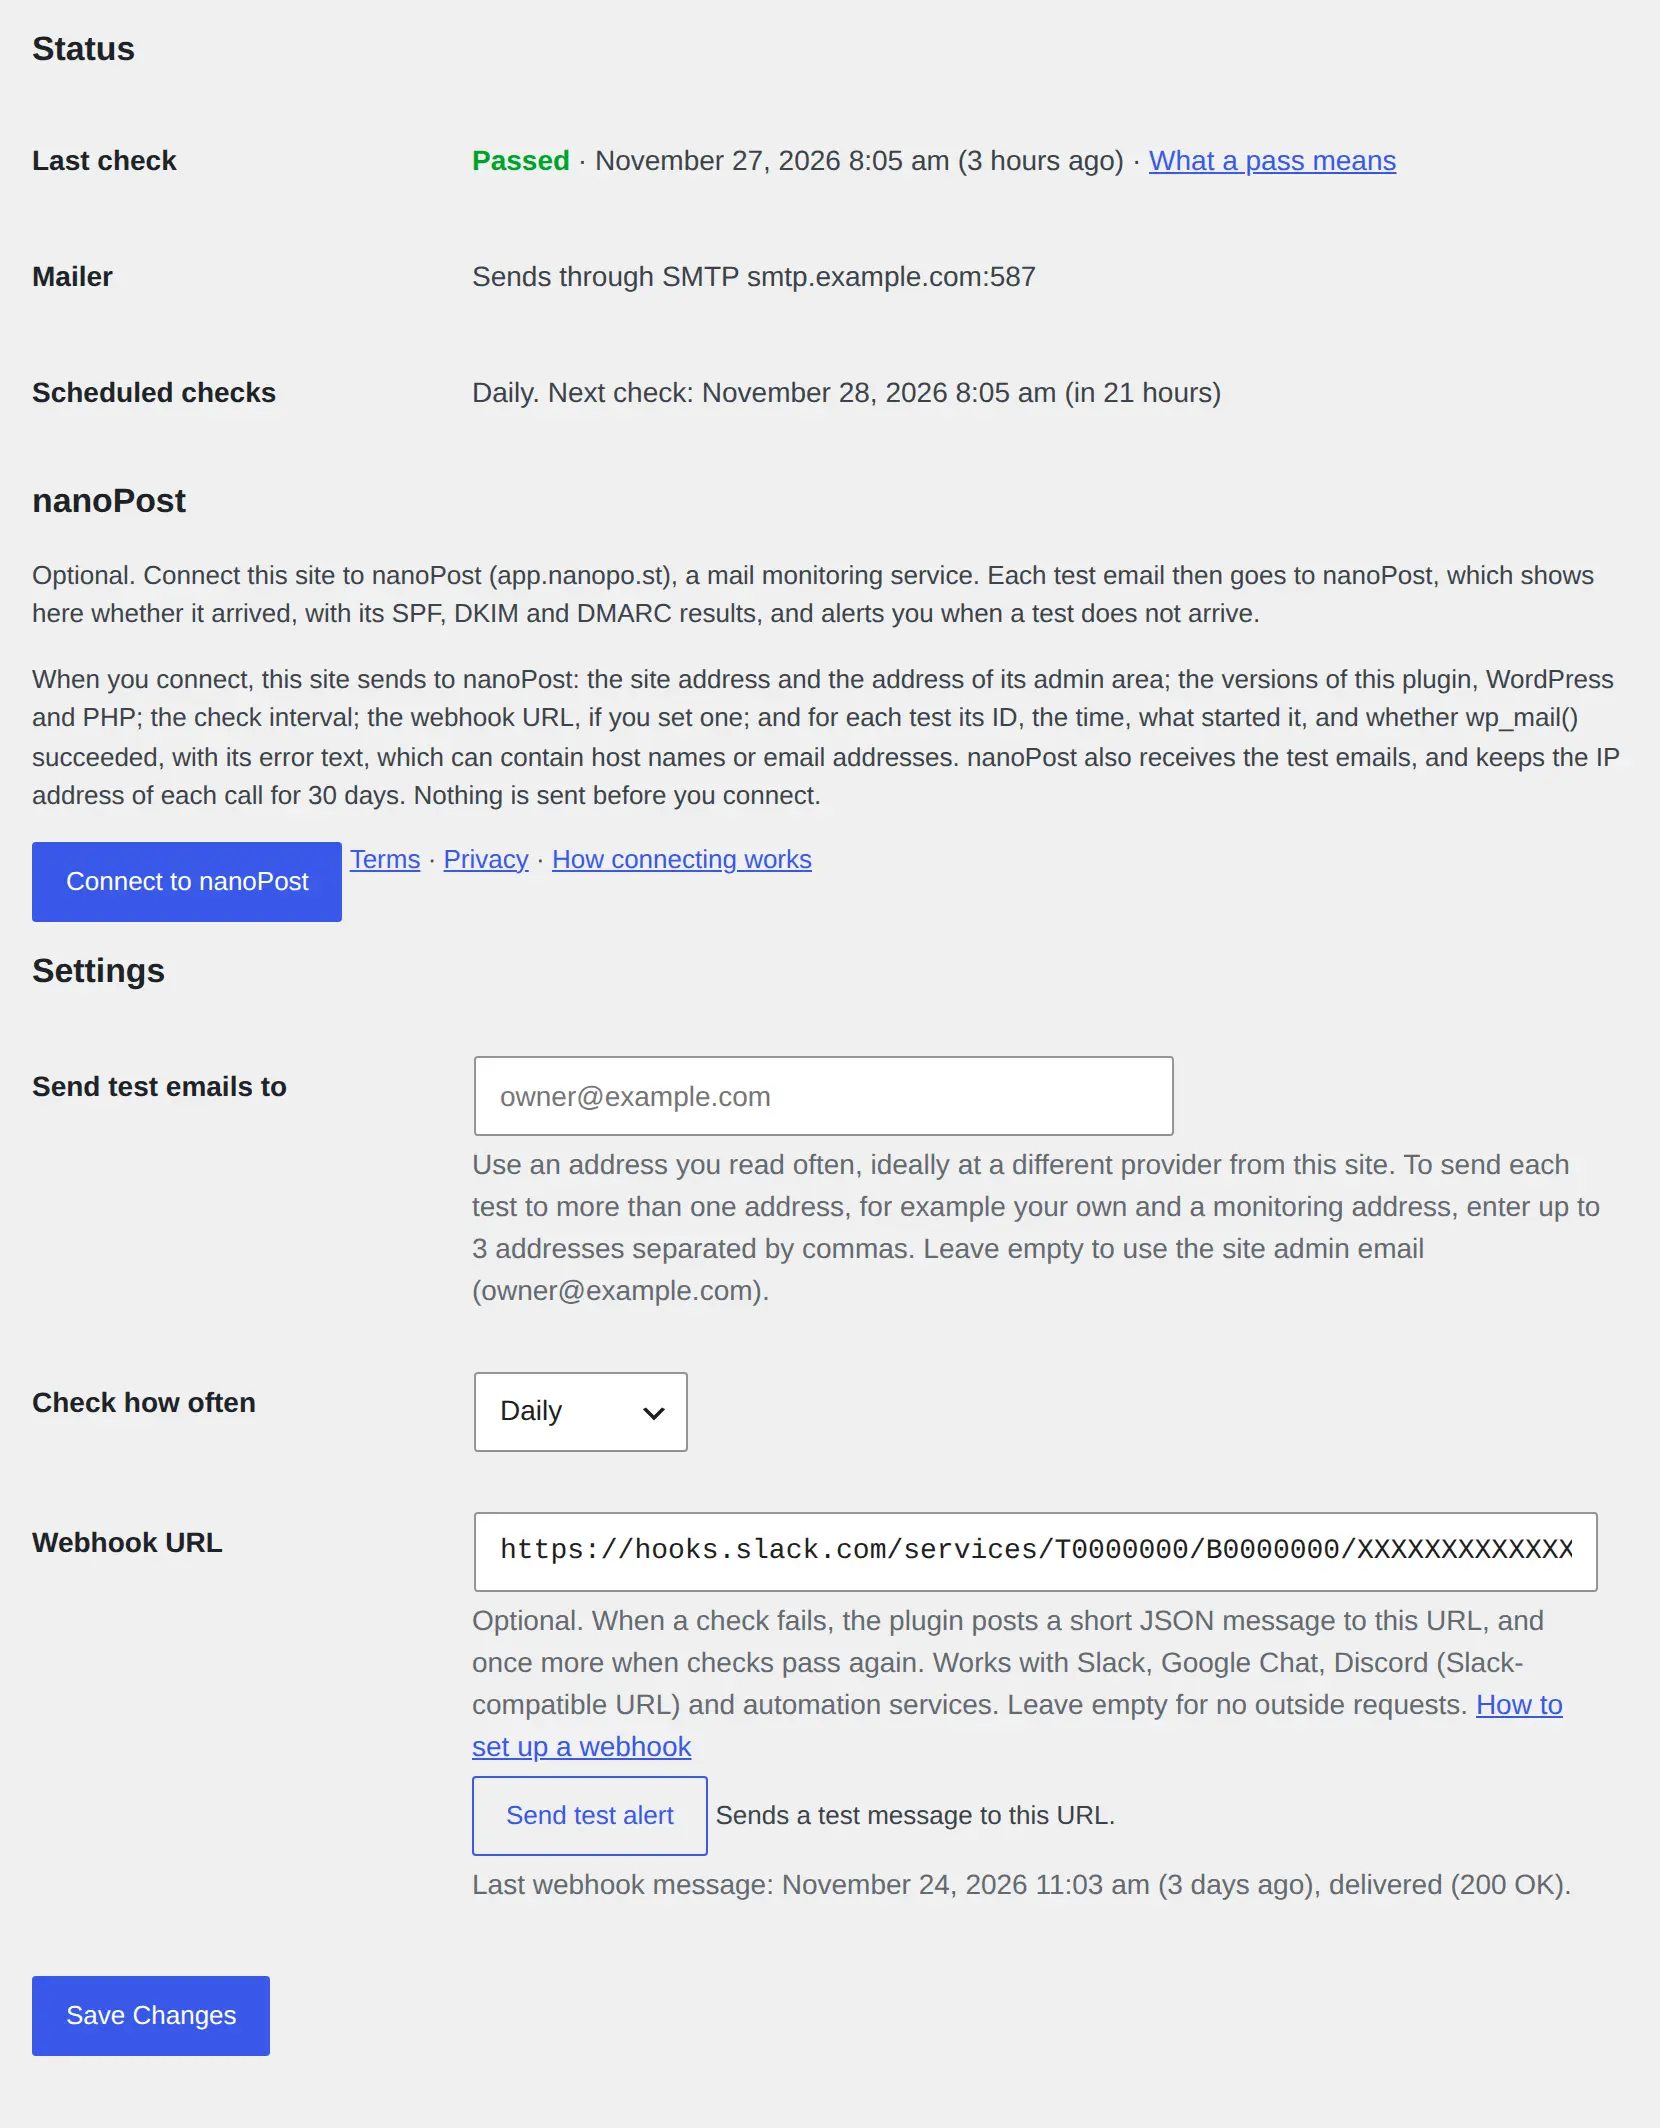 Status
Last check
Passed · November 27, 2026 8:05 am (3 hours ago) · What a pass means
Mailer
Sends through SMTP smtp.example.com:587
Scheduled checks
Daily. Next check: November 28, 2026 8:05 am (in 21 hours)
nanoPost
Optional. Connect this site to nanoPost (app.nanopo.st), a mail monitoring service. Each test email then goes to nanoPost, which shows
here whether it arrived, with its SPF, DKIM and DMARC results, and alerts you when a test does not arrive.
When you connect, this site sends to nanoPost: the site address and the address of its admin area; the versions of this plugin, WordPress
and PHP; the check interval; the webhook URL, if you set one; and for each test its ID, the time, what started it, and whether wp_mail()
succeeded, with its error text, which can contain host names or email addresses. nanoPost also receives the test emails, and keeps the IP
address of each call for 30 days. Nothing is sent before you connect.
Connect to nanoPost Terms · Privacy · How connecting works
Settings
Send test emails to
owner@example.com
Use an address you read often, ideally at a different provider from this site. To send each
test to more than one address, for example your own and a monitoring address, enter up to
3 addresses separated by commas. Leave empty to use the site admin email
(owner@example.com).
Check how often
Daily
Webhook URL
https://hooks.slack.com/services/T0000000/B0000000/XXXXXXXXXXXXX
Optional. When a check fails, the plugin posts a short JSON message to this URL, and
once more when checks pass again. Works with Slack, Google Chat, Discord (Slack-
compatible URL) and automation services. Leave empty for no outside requests. How to
set up a webhook
Send test alert Sends a test message to this URL.
Last webhook message: November 24, 2026 11:03 am (3 days ago), delivered (200 OK).
Save Changes